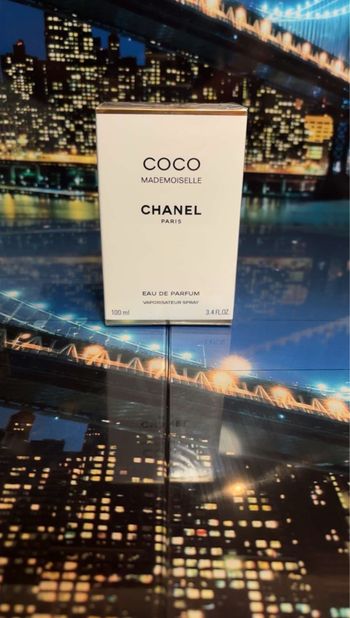 COCO
MADEMOISELLE
CHANEL
PARIS
EAU DE PARFUM
VAPORISATEUR SPRAY
100 ml 3.4 FL.OZ.